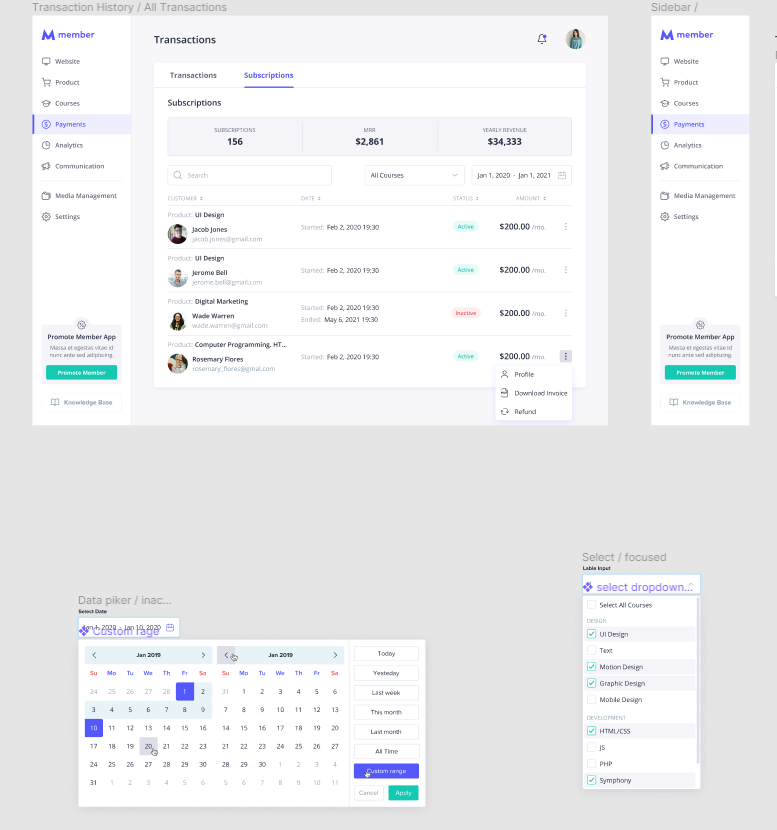 Transaction History / All Transactions
Sidebar /
member
Website
Product
Courses
Payments
Analytics
Communication
Media Management
Settings
Promote Member App
Massa et egestas vitae id
nunc ante sed adipiscing.
Promote Member
Knowledge Base
Transactions
Transactions Subscriptions
Subscriptions
SUBSCRIPTIONS MRR YEARLY REVENUE
156 $2,861 $34,333
Search All Courses Jan 1, 2020 - Jan 1, 2021
CUSTOMER DATE STATUS AMOUNT
Product: UI Design
Jacob Jones
jacob.jones@gmail.com
Started: Feb 2, 2020 19:30
Active
$200.00 /mo.
Product: UI Design
Jerome Bell
jerome.bell@gmail.com
Started: Feb 2, 2020 19:30
Active
$200.00 /mo.
Product: Digital Marketing
Wade Warren
wade.warren@gmail.com
Started: Feb 2, 2020 19:30
Ended: May 6, 2021 19:30
Inactive
$200.00 /mo.
Product: Computer Programming, HT...
Rosemary Flores
rosemary_flores@gmat.com
Started: Feb 2, 2020 19:30
Active
$200.00 /mo.
Profile
Download Invoice
Refund
member
Website
Product
Courses
Payments
Analytics
Communication
Media Management
Settings
Promote Member App
Massa et egestas vitae id
nunc ante sed adipiscing.
Promote Member
Knowledge Base
Data piker / inac...
Select Date
Jan 1, 2020 - Jan 10, 2020
Custom rage
Jan 2019
Su Mo Tu We Th Fr Sa
24 25 26 27 28 1 2
3 4 5 6 7 8 9
10 11 12 13 14 15 16
17 18 19 20 21 22 23
24 25 26 27 28 29 30
31 1 2 3 4 5 6
Jan 2019
Su Mo Tu We Th Fr Sa
31 1 2 3 4 5 6
7 8 9 10 11 12 13
14 15 16 17 18 19 20
21 22 23 24 25 26 27
28 29 30 1 2 3 4
5 6 7 8 9 10 11
Today
Yesteday
Last week
This month
Last month
All Time
Custom range
Cancel Apply
Select / focused
Lable Input
select dropdown...
Select All Courses
DESIGN
UI Design
Text
Motion Design
Graphic Design
Mobile Design
DEVELOPMENT
HTML/CSS
JS
PHP
Symphony